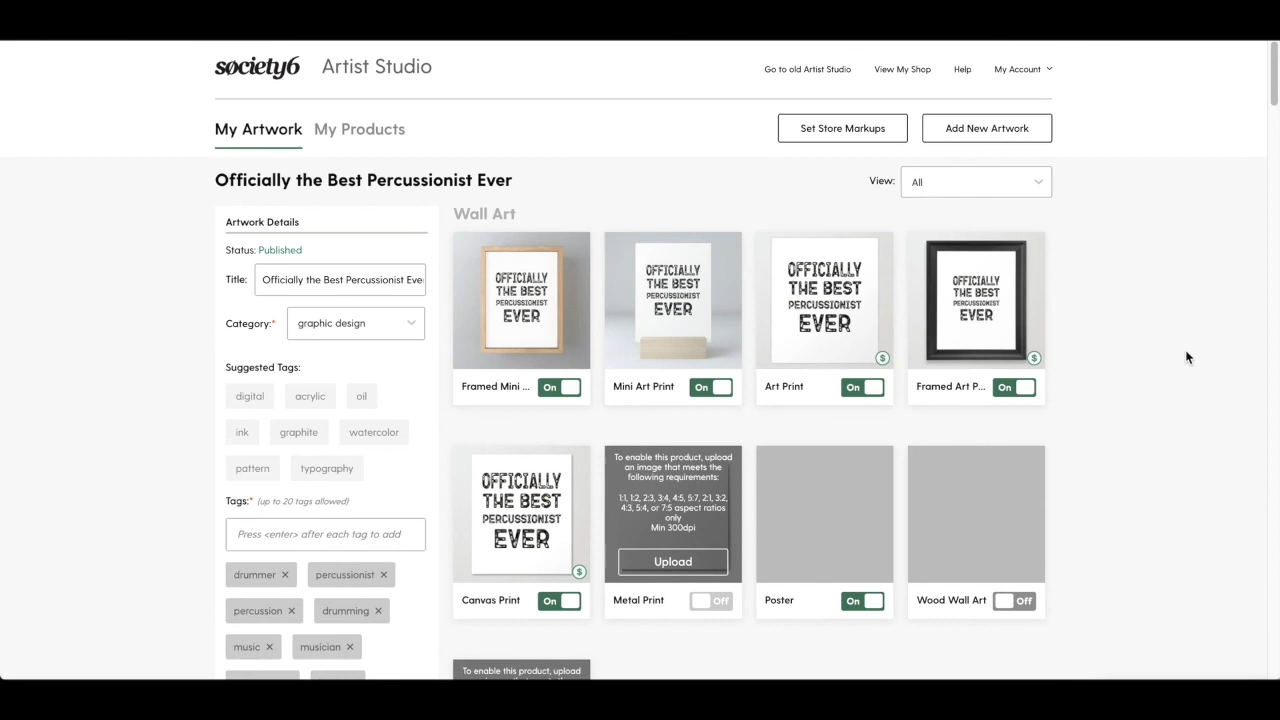 society6 Artist Studio
Go to old Artist Studio View My Shop Help My Account
My Artwork My Products
Set Store Markups Add New Artwork
Officially the Best Percussionist Ever
View: All
Artwork Details
Status: Published
Title: Officially the Best Percussionist Eve
Category:* graphic design
Suggested Tags:
digital acrylic oil
ink graphite watercolor
pattern typography
Tags:* (up to 20 tags allowed)
Press <enter> after each tag to add
drummer × percussionist ×
percussion × drumming ×
music × musician ×
Wall Art
OFFICIALLY
THE BEST
PERCUSSIONIST
EVER
OFFICIALLY
THE BEST
PERCUSSIONIST
EVER
OFFICIALLY
THE BEST
PERCUSSIONIST
EVER
$
OFFICIALLY
THE BEST
PERCUSSIONIST
EVER
$
Framed Mini ... On
Mini Art Print On
Art Print On
Framed Art P... On
OFFICIALLY
THE BEST
PERCUSSIONIST
EVER
$
To enable this product, upload
an image that meets the
following requirements:
1:1, 1:2, 2:3, 3:4, 4:5, 5:7, 2:1, 3:2,
4:3, 5:4, or 7:5 aspect ratios
only
Min 300dpi
Upload
Canvas Print On
Metal Print Off
Poster On
Wood Wall Art Off
To enable this product, upload